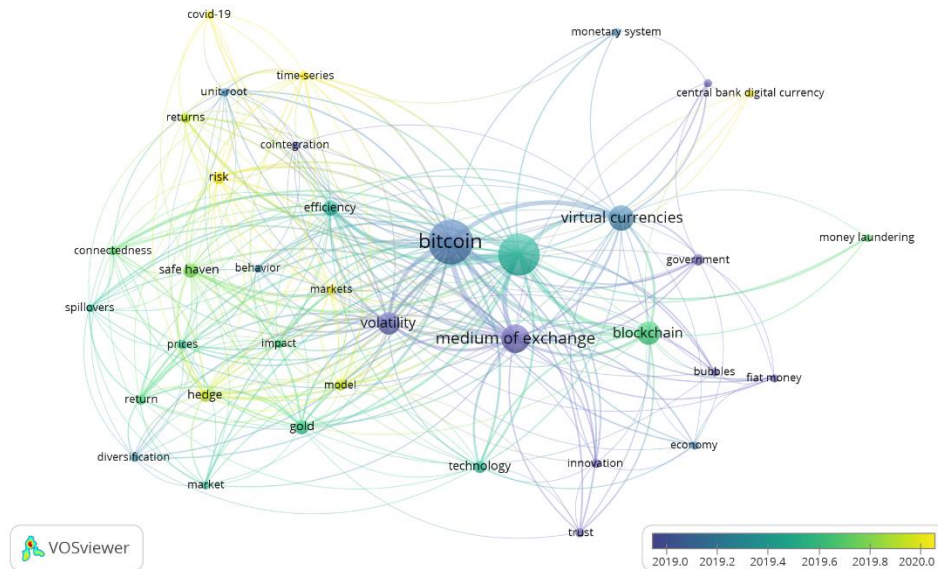 covid-19
monetary system
time-series
unit-root
central bank digital currency
returns
cointegration
risk
efficiency
virtual currencies
bitcoin
money laundering
connectedness
government
safe haven
behavior
markets
spillovers
volatility
medium of exchange
blockchain
prices
impact
bubbles
fiat money
model
return
hedge
gold
economy
diversification
technology
innovation
market
trust
VOSviewer
2019.0 2019.2 2019.4 2019.6 2019.8 2020.0